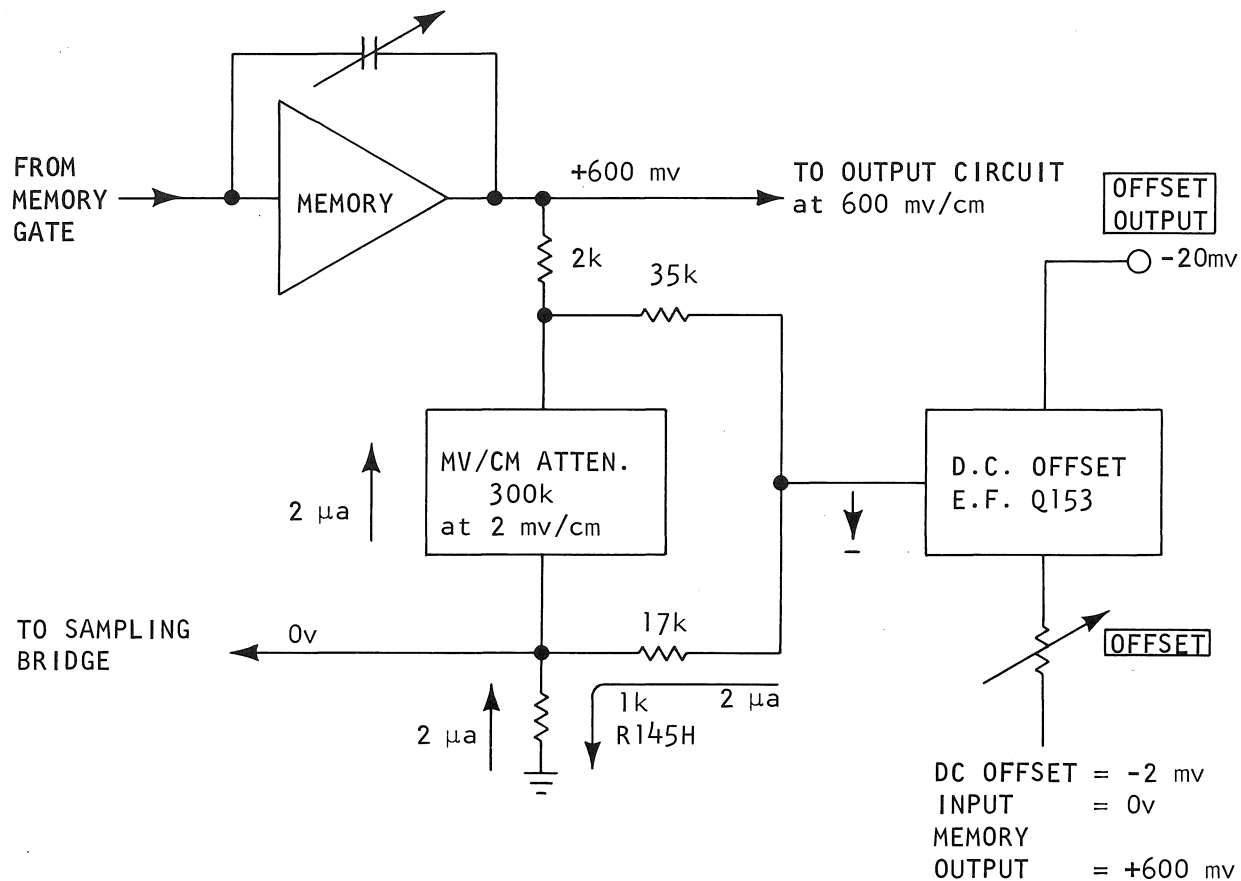 FROM
MEMORY
GATE
MEMORY
+600 mv
TO OUTPUT CIRCUIT
at 600 mv/cm
OFFSET
OUTPUT
-20mv
2k
35k
MV/CM ATTEN.
300k
at 2 mv/cm
2 μa
D.C. OFFSET
E.F. Q153
–
TO SAMPLING
BRIDGE
0v
17k
OFFSET
2 μa
1k
R145H
2 μa
DC OFFSET = -2 mv
INPUT = 0v
MEMORY
OUTPUT = +600 mv